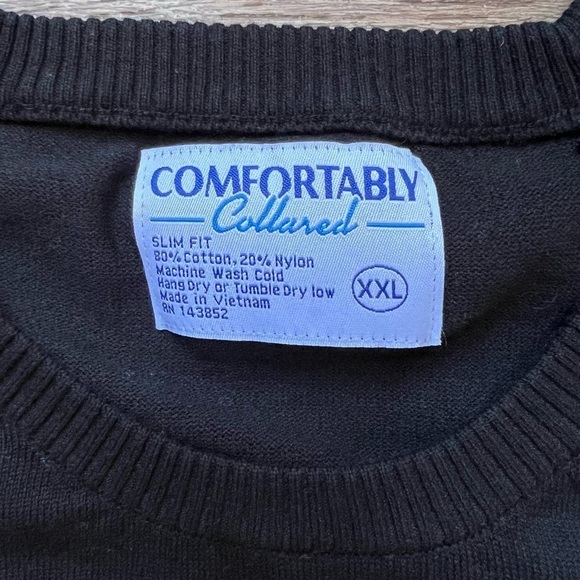 COMFORTABLY
Collared
SLIM FIT
80% Cotton, 20% Nylon
Machine Wash Cold
Hang Dry or Tumble Dry low
Made in Vietnam
RN 143852
XXL